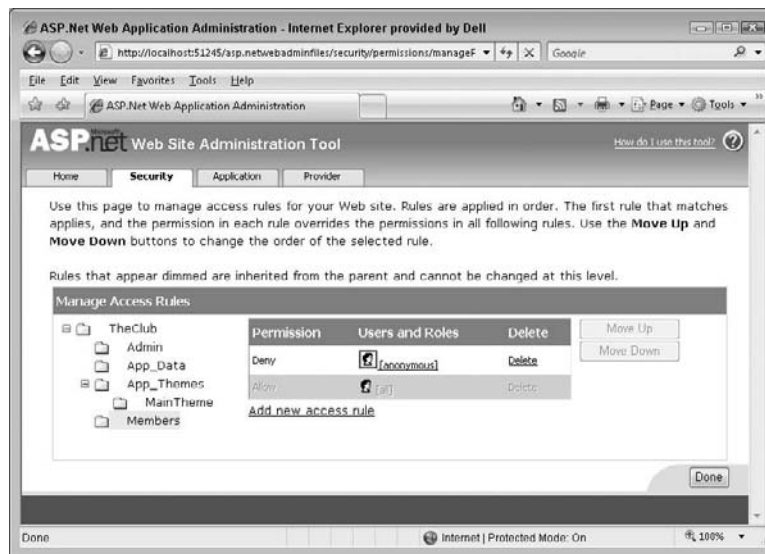 ASP.Net Web Application Administration - Internet Explorer provided by Dell
http://localhost:51245/asp.netwebadminfiles/security/permissions/manageF
Google
File Edit View Favorites Tools Help
ASP.Net Web Application Administration
Page Tools
ASP.net Web Site Administration Tool
How do I use this tool? ?
Home Security Application Provider
Use this page to manage access rules for your Web site. Rules are applied in order. The first rule that matches
applies, and the permission in each rule overrides the permissions in all following rules. Use the Move Up and
Move Down buttons to change the order of the selected rule.
Rules that appear dimmed are inherited from the parent and cannot be changed at this level.
Manage Access Rules
TheClub
Admin
App_Data
App_Themes
MainTheme
Members
Permission Users and Roles Delete
Deny [anonymous] Delete
Allow [all] Delete
Add new access rule
Move Up
Move Down
Done
Done
Internet | Protected Mode: On
100%